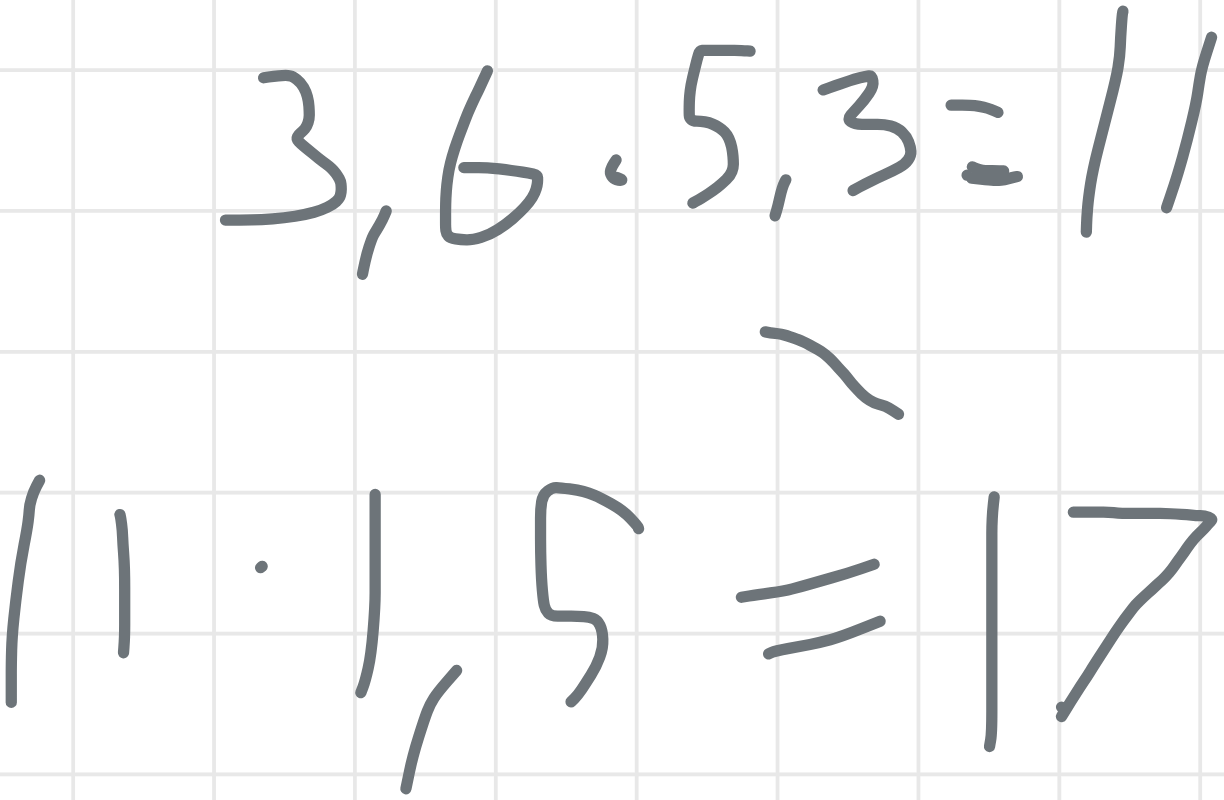 3,6 · 5,3 = 11
11 · 1,5 = 17